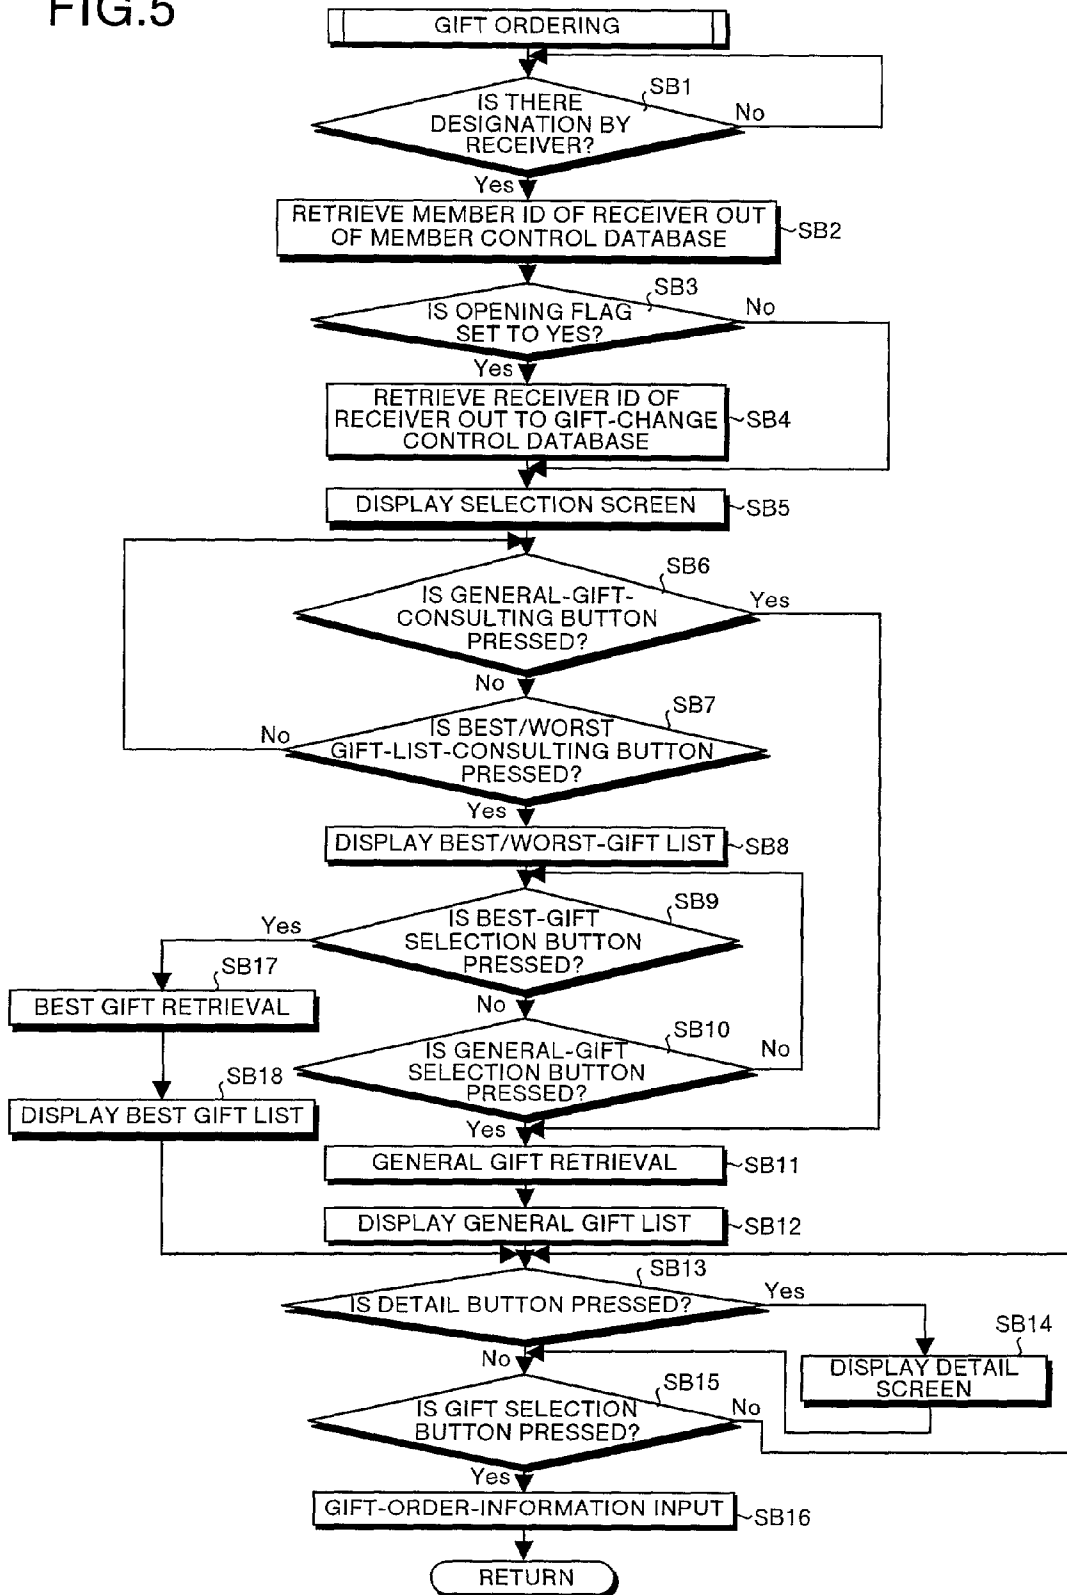 FIG.5
GIFT ORDERING
SB1
IS THERE
DESIGNATION BY
RECEIVER?
No
Yes
RETRIEVE MEMBER ID OF RECEIVER OUT
OF MEMBER CONTROL DATABASE
SB2
SB3
IS OPENING FLAG
SET TO YES?
No
Yes
RETRIEVE RECEIVER ID OF
RECEIVER OUT TO GIFT-CHANGE
CONTROL DATABASE
SB4
DISPLAY SELECTION SCREEN
SB5
SB6
IS GENERAL-GIFT-
CONSULTING BUTTON
PRESSED?
Yes
No
SB7
IS BEST/WORST
GIFT-LIST-CONSULTING BUTTON
PRESSED?
No
Yes
DISPLAY BEST/WORST-GIFT LIST
SB8
SB9
IS BEST-GIFT
SELECTION BUTTON
PRESSED?
Yes
No
SB17
BEST GIFT RETRIEVAL
SB10
IS GENERAL-GIFT
SELECTION BUTTON
PRESSED?
No
SB18
DISPLAY BEST GIFT LIST
Yes
GENERAL GIFT RETRIEVAL
SB11
DISPLAY GENERAL GIFT LIST
SB12
SB13
IS DETAIL BUTTON PRESSED?
Yes
SB14
DISPLAY DETAIL
SCREEN
No
SB15
IS GIFT SELECTION
BUTTON PRESSED?
No
Yes
GIFT-ORDER-INFORMATION INPUT
SB16
RETURN